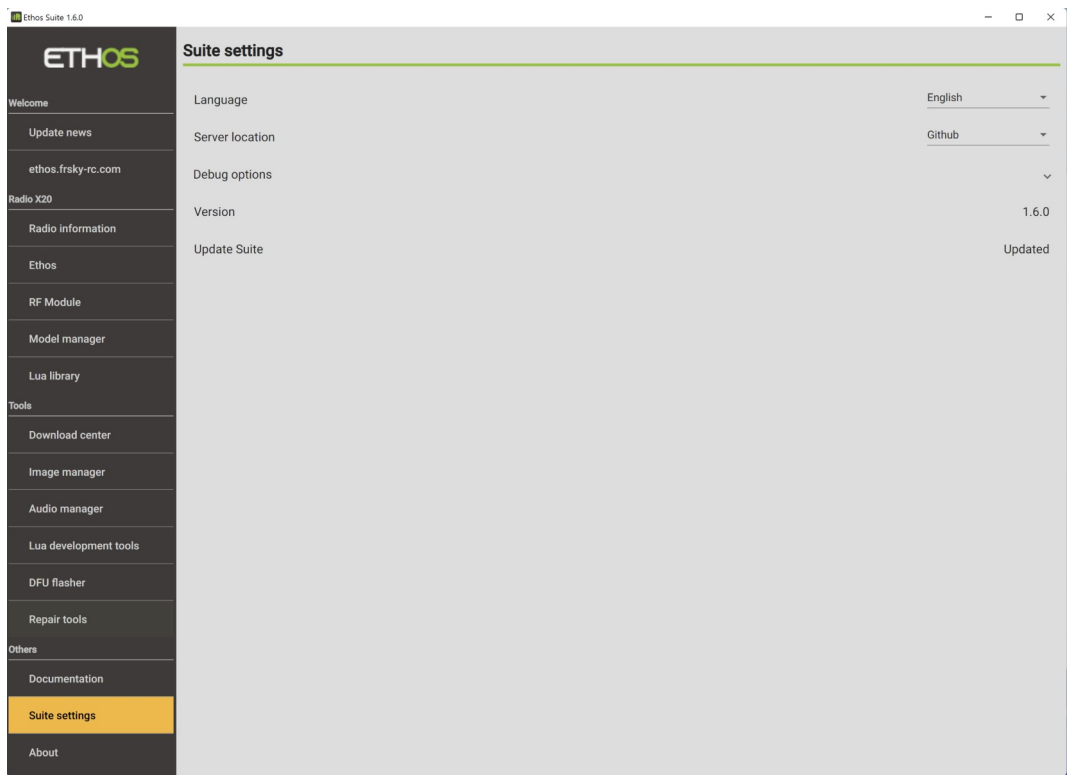 Ethos Suite 1.6.0
ETHOS
Welcome
Update news
ethos.frsky-rc.com
Radio X20
Radio information
Ethos
RF Module
Model manager
Lua library
Tools
Download center
Image manager
Audio manager
Lua development tools
DFU flasher
Repair tools
Others
Documentation
Suite settings
About
Suite settings
Language English
Server location Github
Debug options
Version 1.6.0
Update Suite Updated